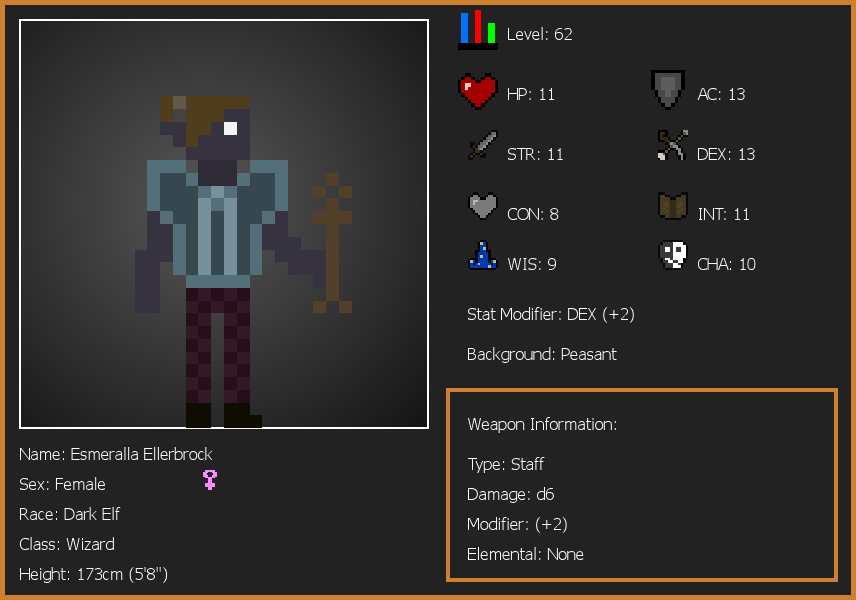 Level: 62
HP: 11
AC: 13
STR: 11
DEX: 13
CON: 8
INT: 11
WIS: 9
CHA: 10
Stat Modifier: DEX (+2)
Background: Peasant
Weapon Information:
Type: Staff
Damage: d6
Modifier: (+2)
Elemental: None
Name: Esmeralla Ellerbrock
Sex: Female
Race: Dark Elf
Class: Wizard
Height: 173cm (5'8")